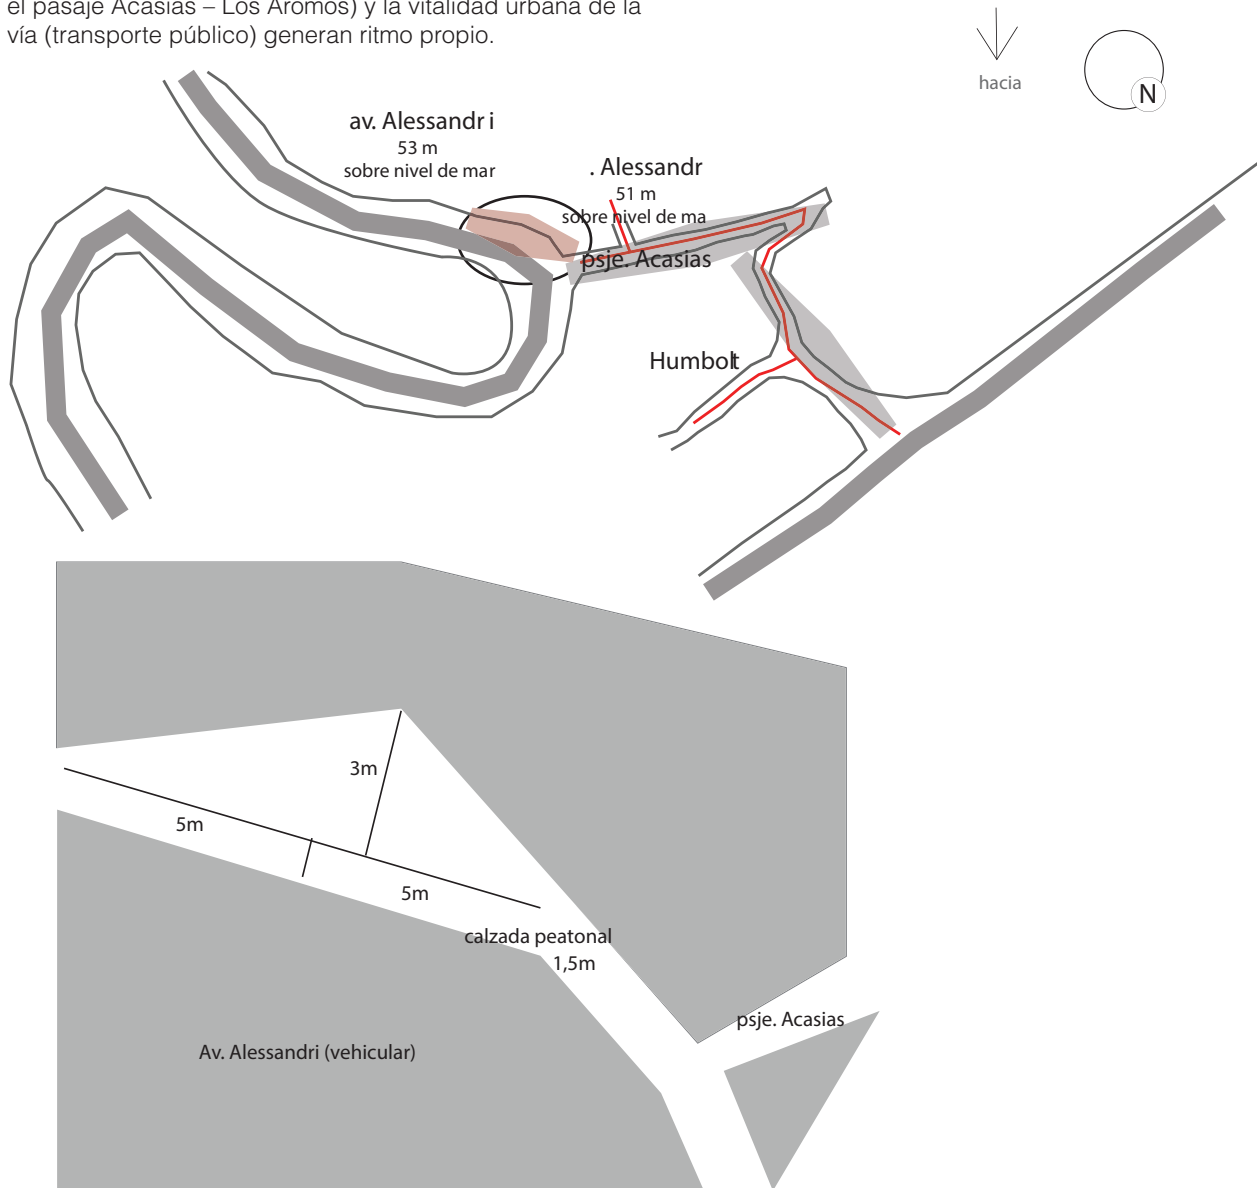 el pasaje Acasias – Los Aromos) y la vitalidad urbana de la
vía (transporte público) generan ritmo propio.
hacia
N
av. Alessandr i
53 m
sobre nivel de mar
. Alessandr
51 m
sobre nivel de ma
psje. Acasias
Humbolt
3m
5m
5m
calzada peatonal
1,5m
psje. Acasias
Av. Alessandri (vehicular)